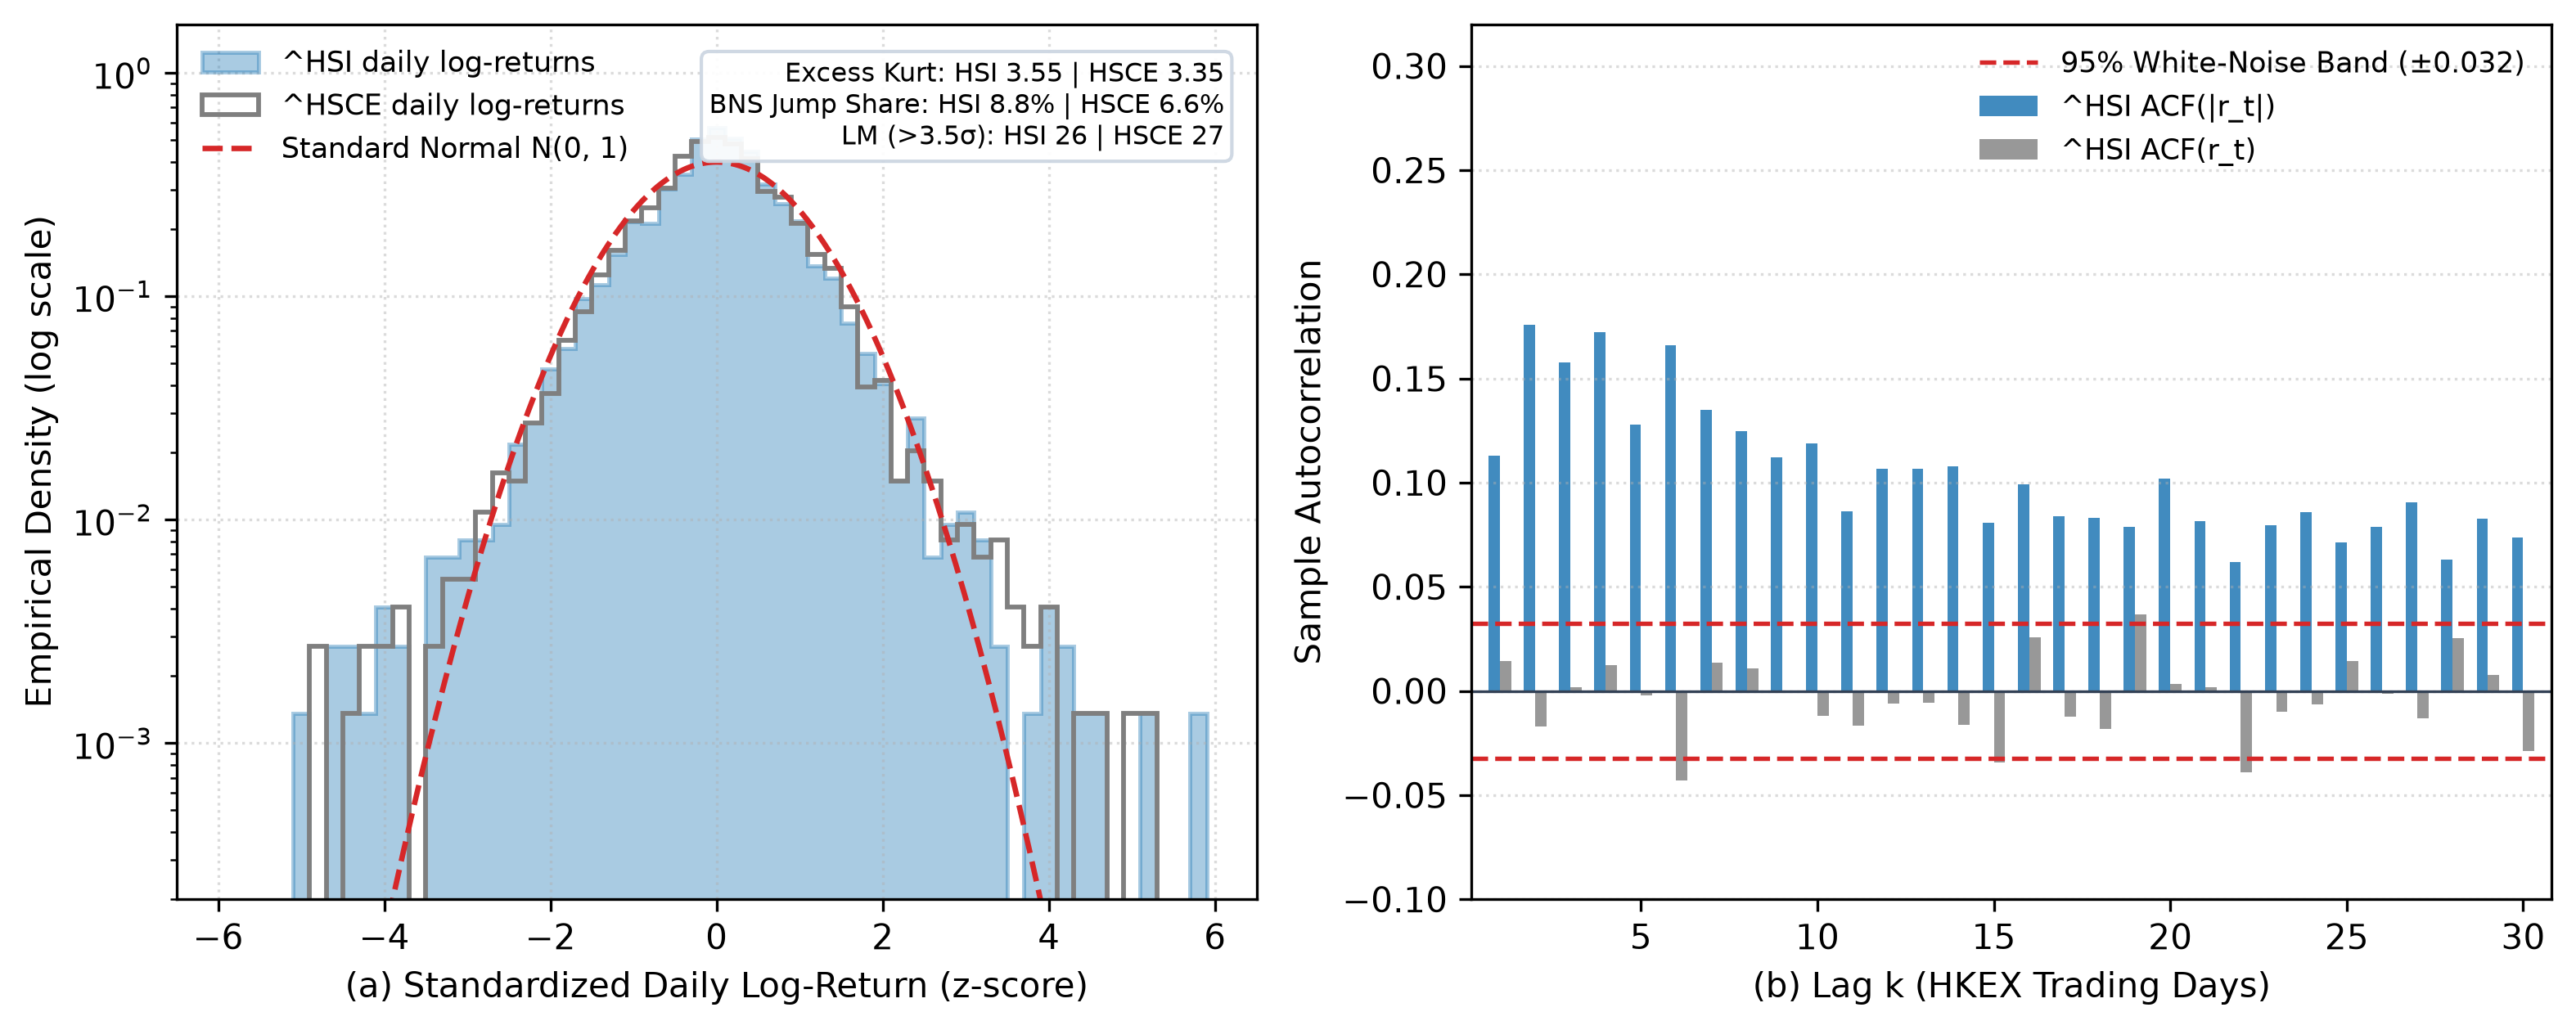 ^HSI daily log-returns
^HSCE daily log-returns
Standard Normal N(0, 1)
Excess Kurt: HSI 3.55 | HSCE 3.35
BNS Jump Share: HSI 8.8% | HSCE 6.6%
LM (>3.5σ): HSI 26 | HSCE 27
Empirical Density (log scale)
10⁰
10⁻¹
10⁻²
10⁻³
−6 −4 −2 0 2 4 6
(a) Standardized Daily Log-Return (z-score)
95% White-Noise Band (±0.032)
^HSI ACF(|r_t|)
^HSI ACF(r_t)
Sample Autocorrelation
0.30
0.25
0.20
0.15
0.10
0.05
0.00
−0.05
−0.10
5 10 15 20 25 30
(b) Lag k (HKEX Trading Days)